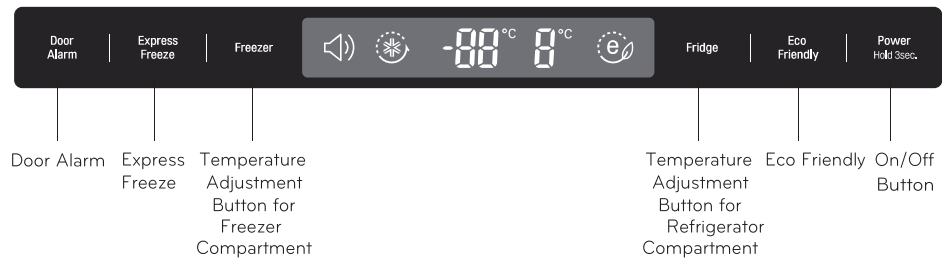 Door
Alarm
Express
Freeze
Freezer
-88°C
8°C
e
Fridge
Eco
Friendly
Power
Hold 3sec.
Door Alarm
Express
Freeze
Temperature
Adjustment
Button for
Freezer
Compartment
Temperature
Adjustment
Button for
Refrigerator
Compartment
Eco Friendly
On/Off
Button